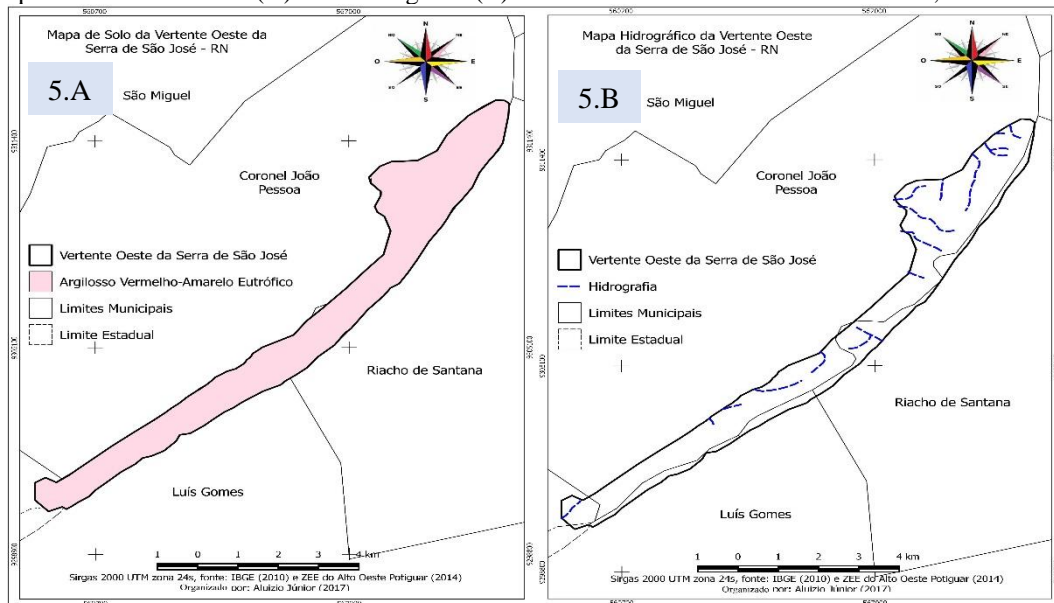 Mapa de Solo da Vertente Oeste da
Serra de São José - RN
5.A
N
O
E
S
São Miguel
Coronel João
Pessoa
Vertente Oeste da Serra de São José
Argilosso Vermelho-Amarelo Eutrófico
Limites Municipais
Limite Estadual
Riacho de Santana
Luís Gomes
1 0 1 2 3 4 km
Sirgas 2000 UTM zona 24s, fonte: IBGE (2010) e ZEE do Alto Oeste Potiguar (2014)
Organizado por: Aluizio Júnior (2017)
Mapa Hidrográfico da Vertente Oeste
da Serra de São José - RN
5.B
N
O
E
S
São Miguel
Coronel João
Pessoa
Vertente Oeste da Serra de São José
Hidrografia
Limites Municipais
Limite Estadual
Riacho de Santana
Luís Gomes
1 0 1 2 3 4 km
Sirgas 2000 UTM zona 24s, fonte: IBGE (2010) e ZEE do Alto Oeste Potiguar (2014)
Organizado por: Aluizio Júnior (2017)